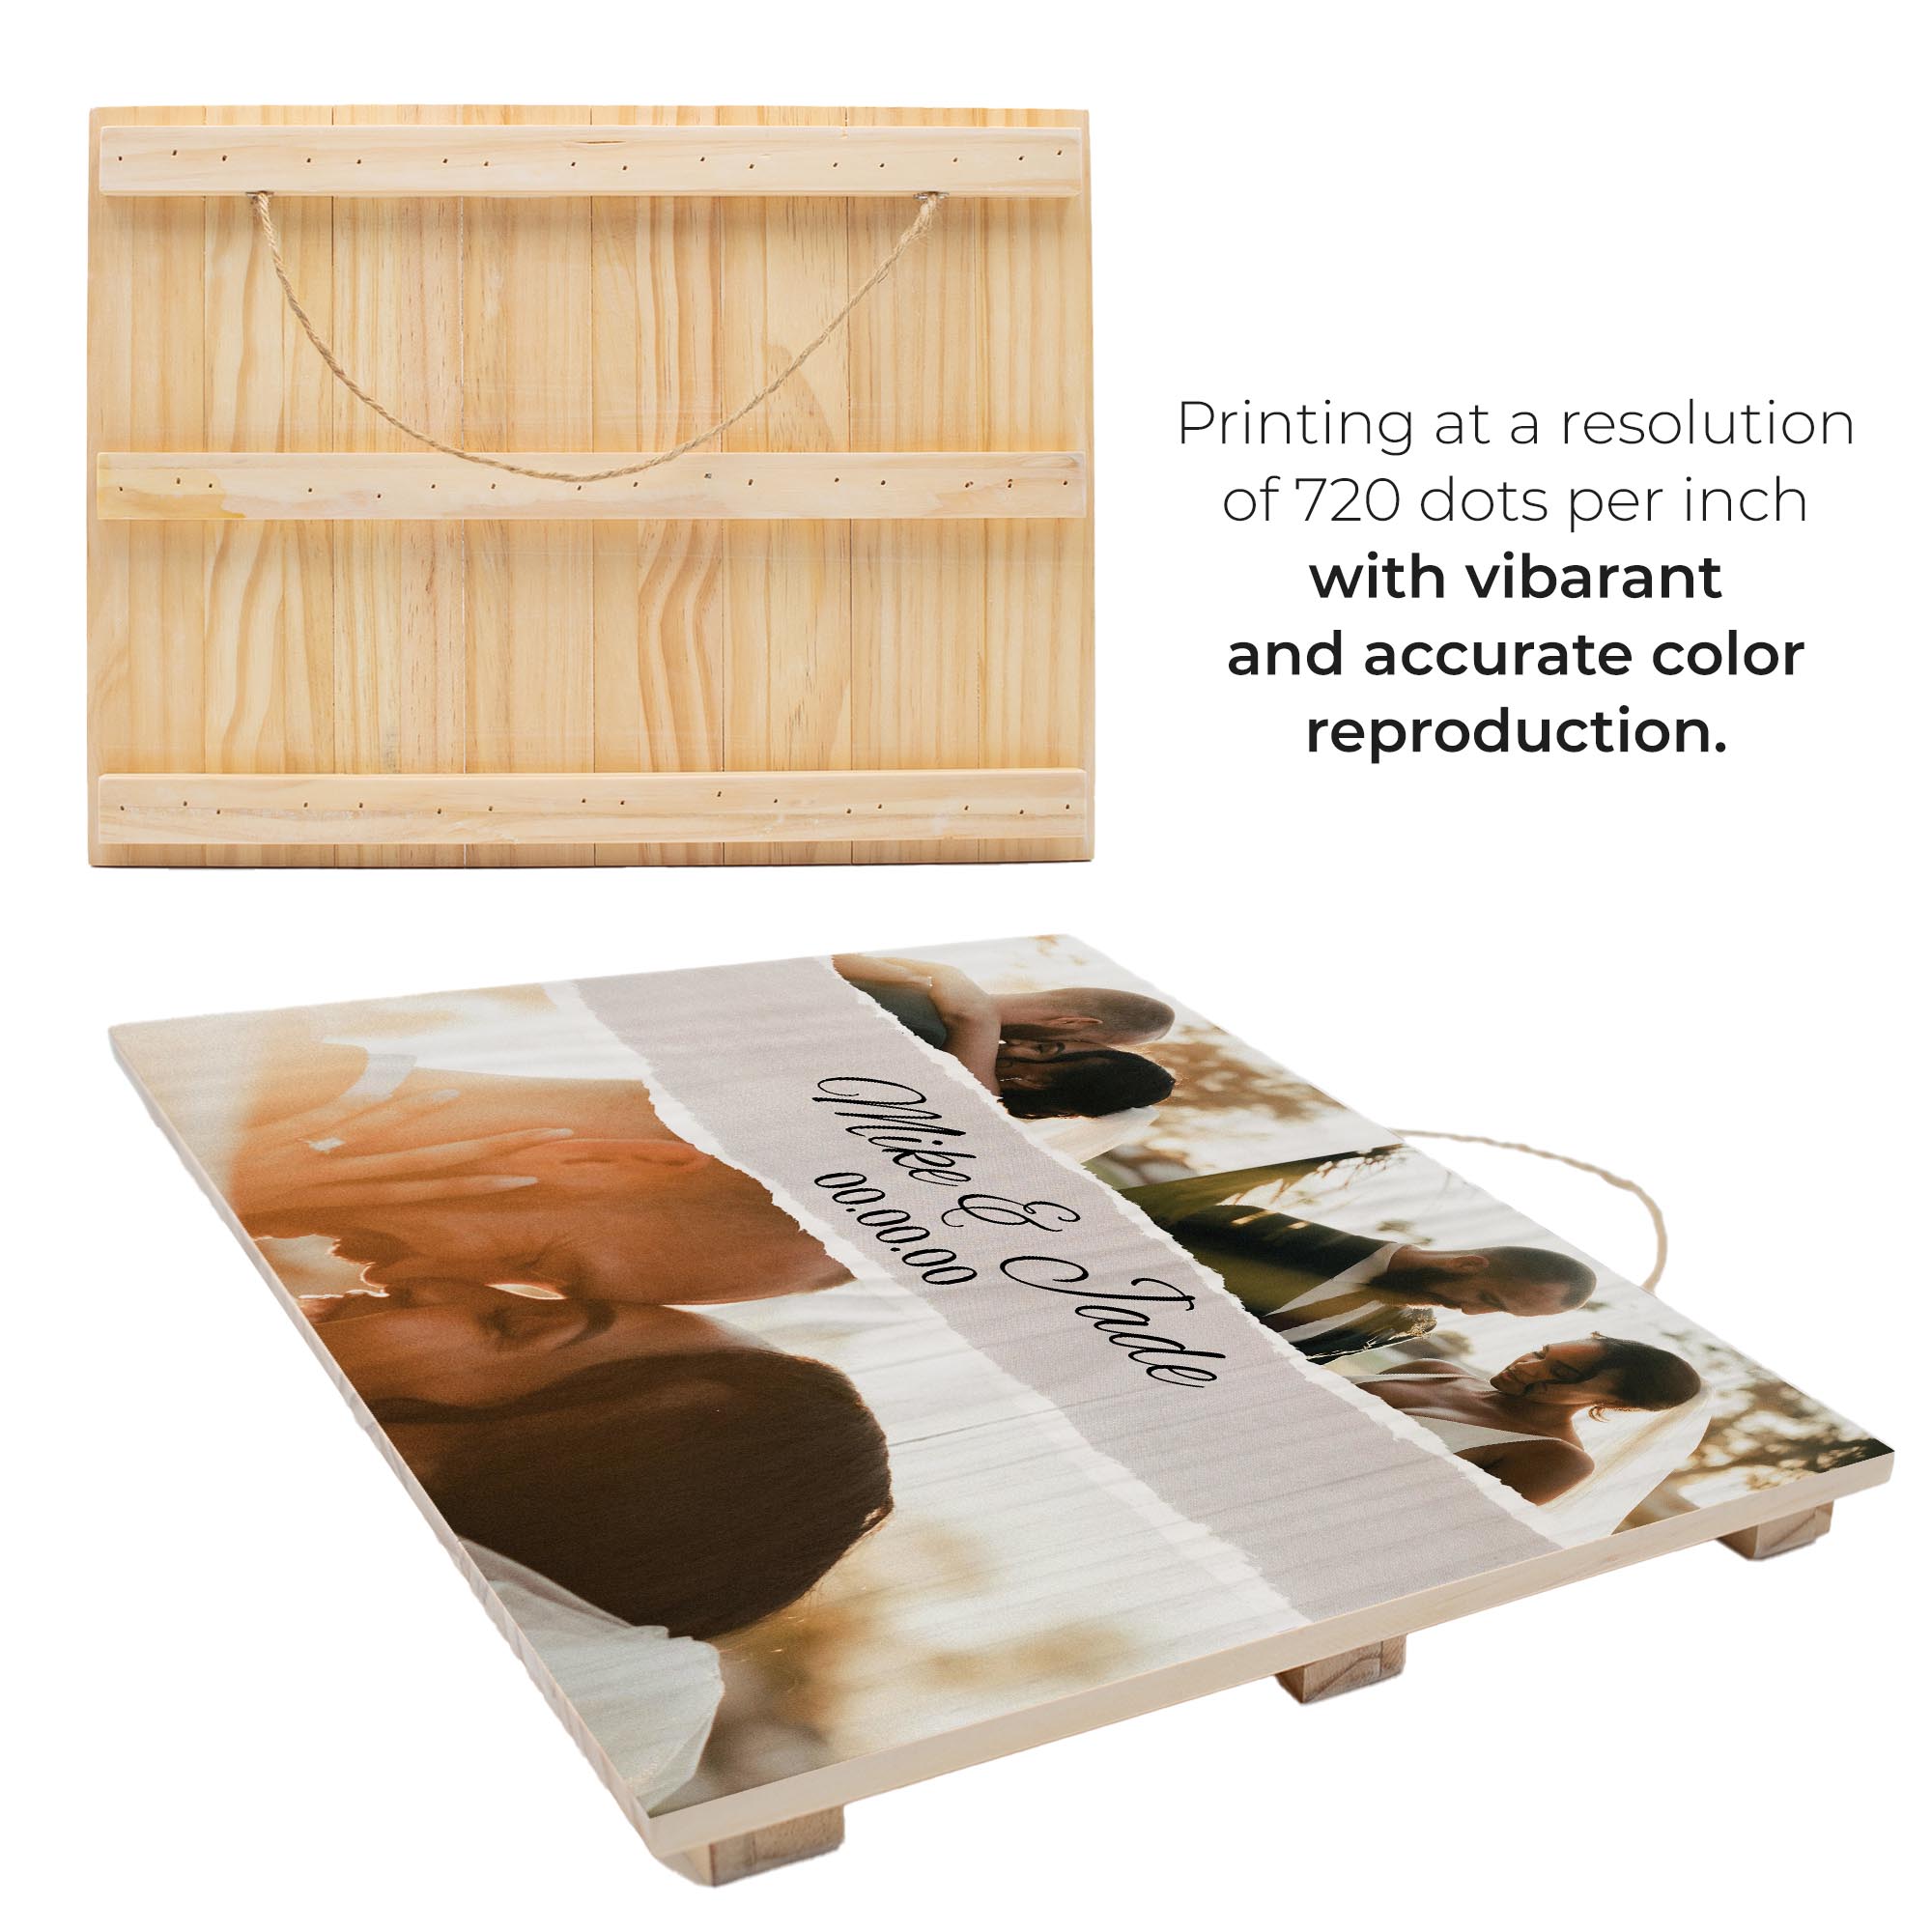 Printing at a resolution
of 720 dots per inch
with vibarant
and accurate color
reproduction.
Mike & Jade
00.00.00